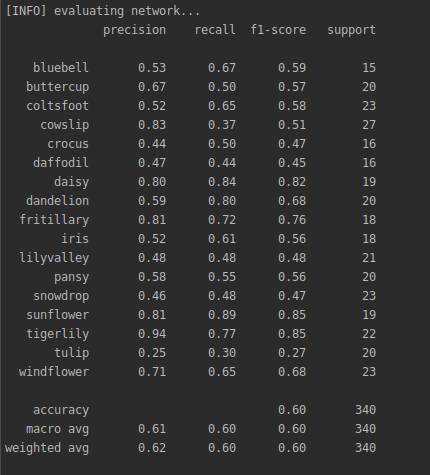 [INFO] evaluating network...
precision recall f1-score support
bluebell 0.53 0.67 0.59 15
buttercup 0.67 0.50 0.57 20
coltsfoot 0.52 0.65 0.58 23
cowslip 0.83 0.37 0.51 27
crocus 0.44 0.50 0.47 16
daffodil 0.47 0.44 0.45 16
daisy 0.80 0.84 0.82 19
dandelion 0.59 0.80 0.68 20
fritillary 0.81 0.72 0.76 18
iris 0.52 0.61 0.56 18
lilyvalley 0.48 0.48 0.48 21
pansy 0.58 0.55 0.56 20
snowdrop 0.46 0.48 0.47 23
sunflower 0.81 0.89 0.85 19
tigerlily 0.94 0.77 0.85 22
tulip 0.25 0.30 0.27 20
windflower 0.71 0.65 0.68 23
accuracy 0.60 340
macro avg 0.61 0.60 0.60 340
weighted avg 0.62 0.60 0.60 340